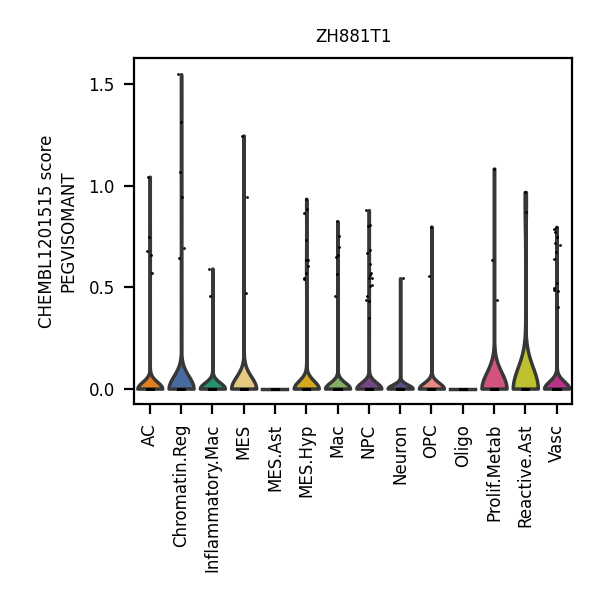 ZH881T1
CHEMBL1201515 score
PEGVISOMANT
1.5
1.0
0.5
0.0
AC
Chromatin.Reg
Inflammatory.Mac
MES
MES.Ast
MES.Hyp
Mac
NPC
Neuron
OPC
Oligo
Prolif.Metab
Reactive.Ast
Vasc